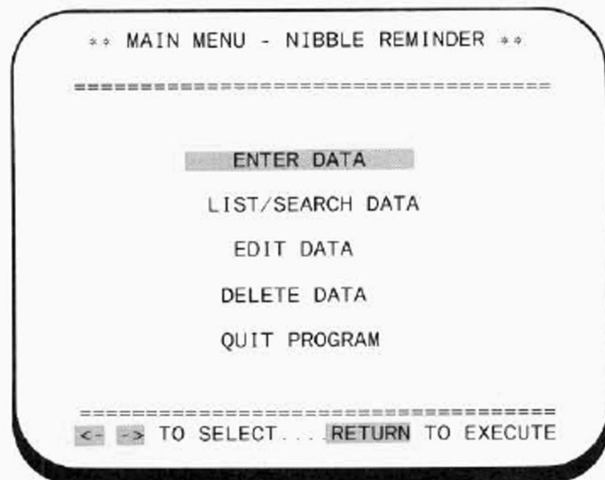 ** MAIN MENU - NIBBLE REMINDER **
====================================
ENTER DATA
LIST/SEARCH DATA
EDIT DATA
DELETE DATA
QUIT PROGRAM
====================================
<- -> TO SELECT....RETURN TO EXECUTE